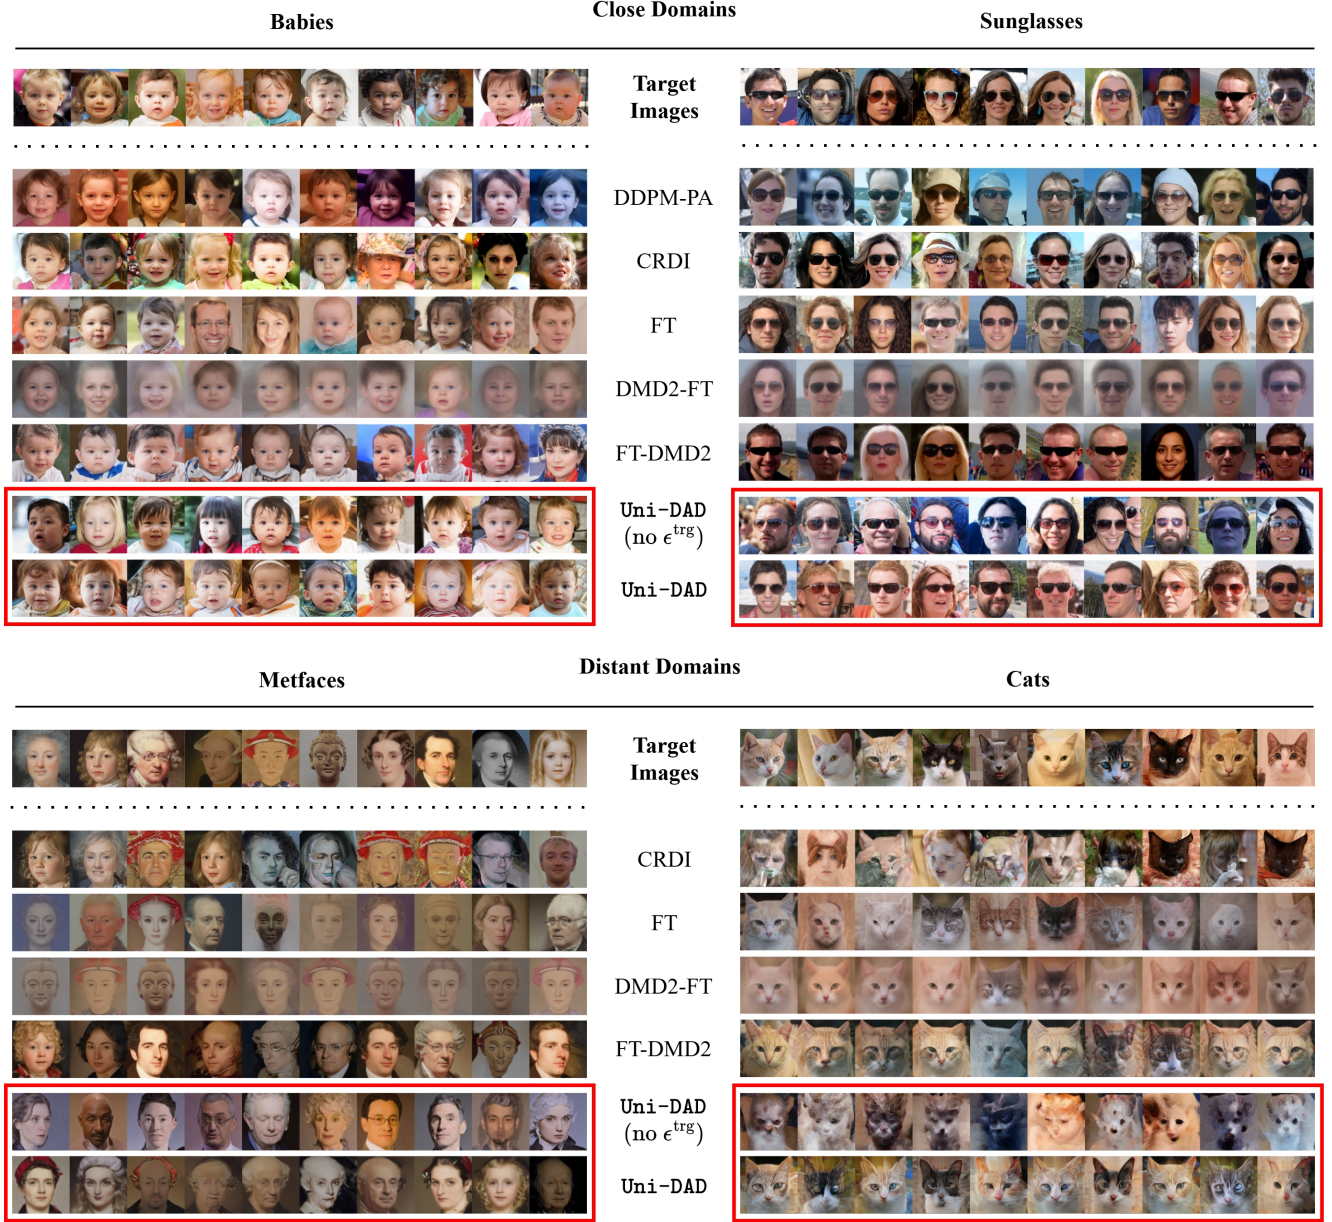 Close Domains
Babies
Sunglasses
Target
Images
DDPM-PA
CRDI
FT
DMD2-FT
FT-DMD2
Uni-DAD
(no ϵ^trg)
Uni-DAD
Distant Domains
Metfaces
Cats
Target
Images
CRDI
FT
DMD2-FT
FT-DMD2
Uni-DAD
(no ϵ^trg)
Uni-DAD